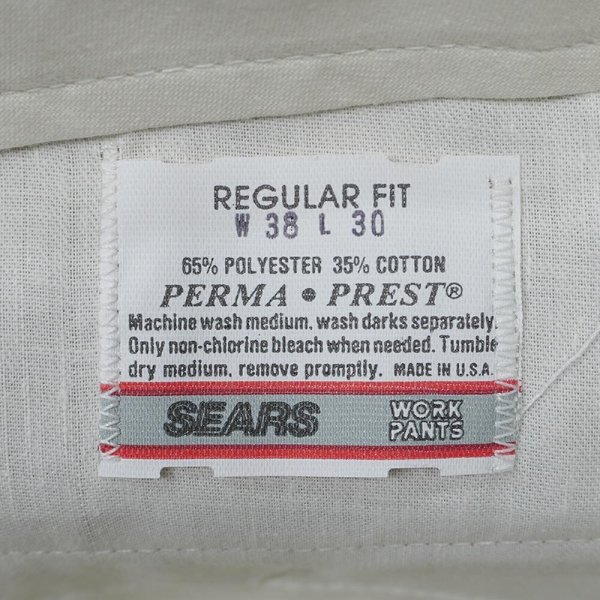 REGULAR FIT
W 38 L 30
65% POLYESTER 35% COTTON
PERMA • PREST®
Machine wash medium, wash darks separately.
Only non-chlorine bleach when needed. Tumble
dry medium, remove promptly. MADE IN U.S.A.
SEARS WORK PANTS